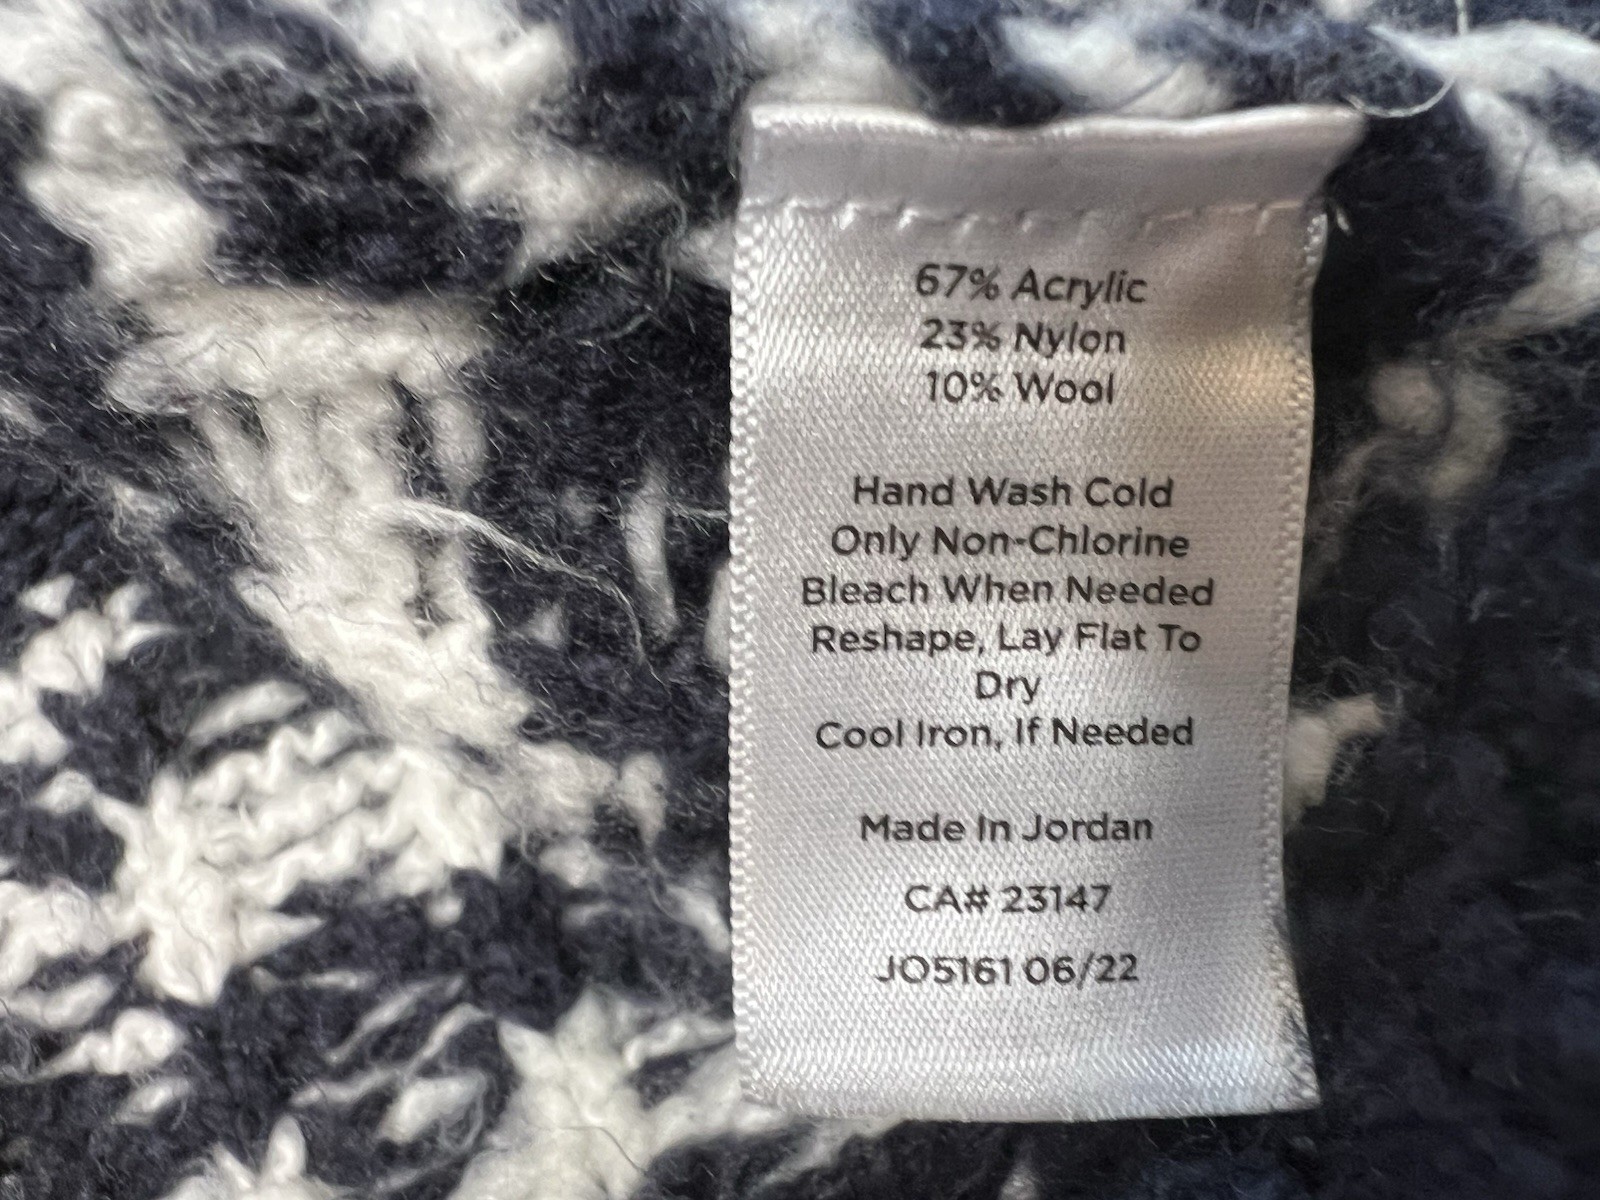 67% Acrylic
23% Nylon
10% Wool
Hand Wash Cold
Only Non-Chlorine
Bleach When Needed
Reshape, Lay Flat To
Dry
Cool Iron, If Needed
Made In Jordan
CA# 23147
JO5161 06/22